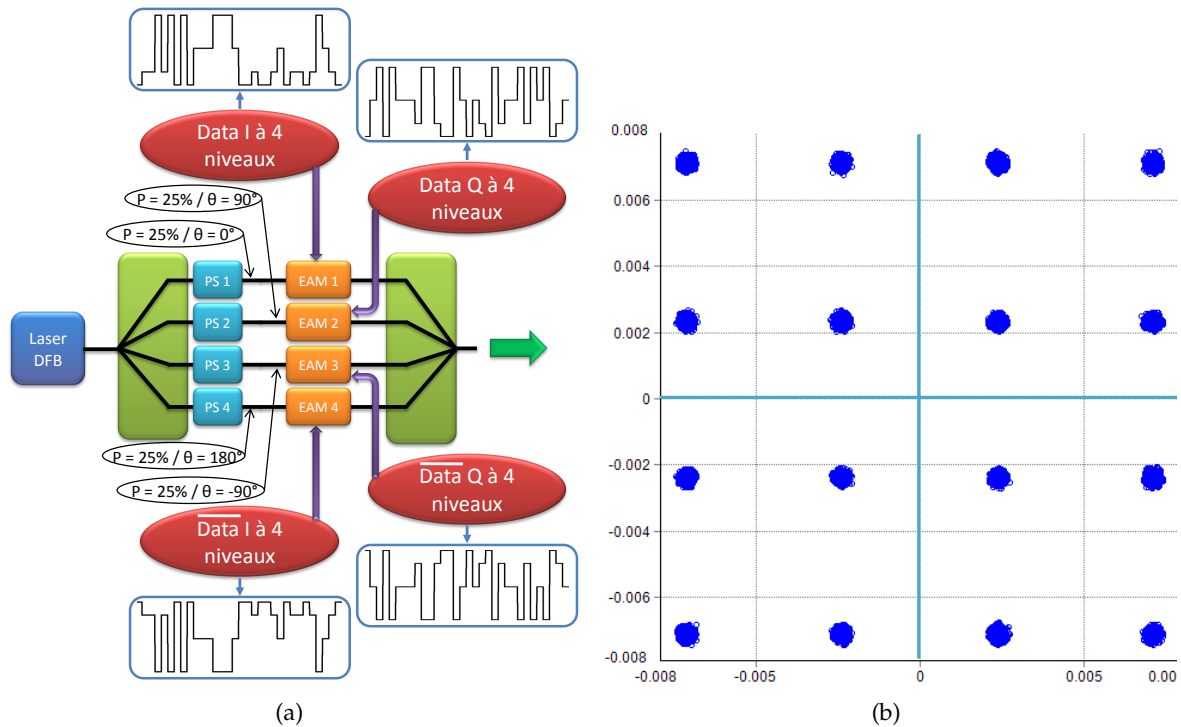 Data I à 4
niveaux
Data Q à 4
niveaux
P = 25% / θ = 90°
P = 25% / θ = 0°
Laser
DFB
PS 1
EAM 1
PS 2
EAM 2
PS 3
EAM 3
PS 4
EAM 4
P = 25% / θ = 180°
P = 25% / θ = -90°
Data Q à 4
niveaux
Data I à 4
niveaux
(a)
0.008
0.006
0.004
0.002
0
-0.002
-0.004
-0.006
-0.008
-0.008
-0.005
0
0.005
0.00
(b)